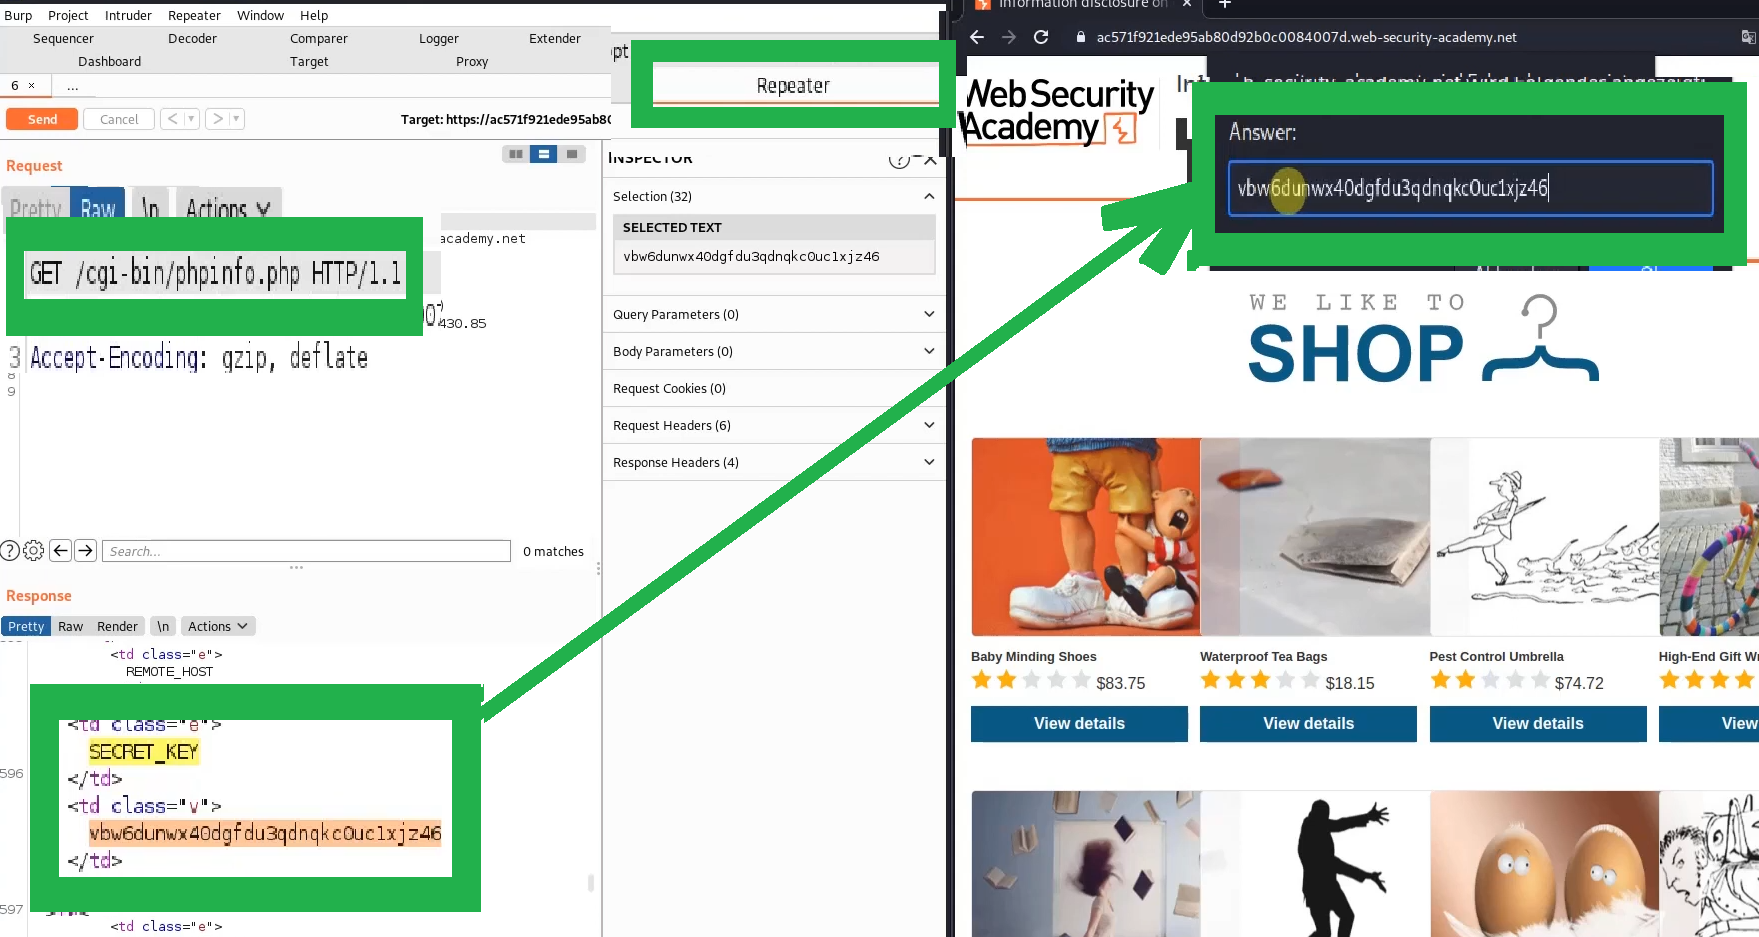 Burp Project Intruder Repeater Window Help
Sequencer Decoder Comparer Logger Extender
Dashboard Target Proxy
Repeater
6 × ...
Send Cancel < >
Target: https://ac571f921ede95ab80
Request
Pretty Raw \n Actions
academy.net
GET /cgi-bin/phpinfo.php HTTP/1.1
430.85
3 Accept-Encoding: gzip, deflate
8
9
Search...
0 matches
Response
Pretty Raw Render \n Actions
<td class="e">
REMOTE_HOST
<td class="e">
SECRET_KEY
596 </td>
<td class="v">
vbw6dunwx40dgfdu3qdnqkc0uc1xjz46
</td>
597
<td class="e">
INSPECTOR
Selection (32)
SELECTED TEXT
vbw6dunwx40dgfdu3qdnqkc0uc1xjz46
Query Parameters (0)
Body Parameters (0)
Request Cookies (0)
Request Headers (6)
Response Headers (4)
Information disclosure on
ac571f921ede95ab80d92b0c0084007d.web-security-academy.net
Web Security
Academy
Answer:
vbw6dunwx40dgfdu3qdnqkc0uc1xjz46
WE LIKE TO
SHOP
Baby Minding Shoes
$83.75
View details
Waterproof Tea Bags
$18.15
View details
Pest Control Umbrella
$74.72
View details
High-End Gift
View